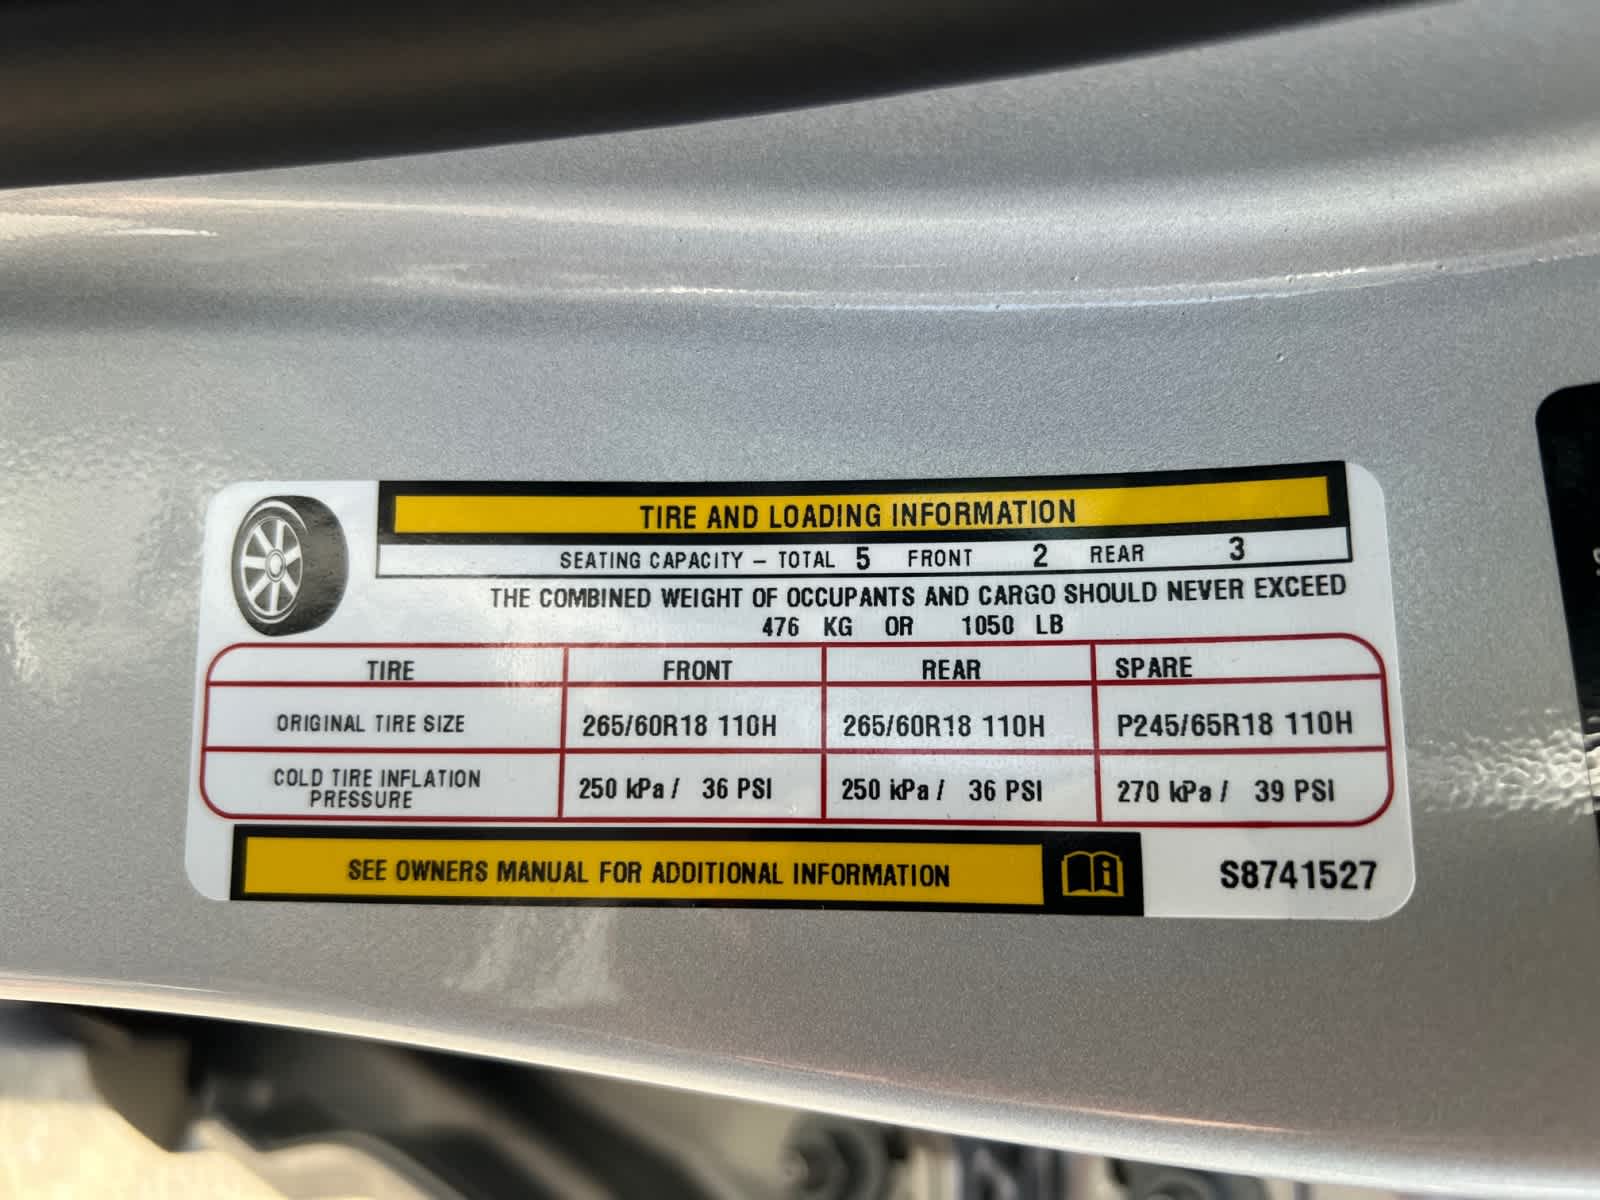 TIRE AND LOADING INFORMATION
SEATING CAPACITY – TOTAL 5 FRONT 2 REAR 3
THE COMBINED WEIGHT OF OCCUPANTS AND CARGO SHOULD NEVER EXCEED
476 KG OR 1050 LB
TIRE FRONT REAR SPARE
ORIGINAL TIRE SIZE 265/60R18 110H 265/60R18 110H P245/65R18 110H
COLD TIRE INFLATION
PRESSURE 250 kPa / 36 PSI 250 kPa / 36 PSI 270 kPa / 39 PSI
SEE OWNERS MANUAL FOR ADDITIONAL INFORMATION S8741527